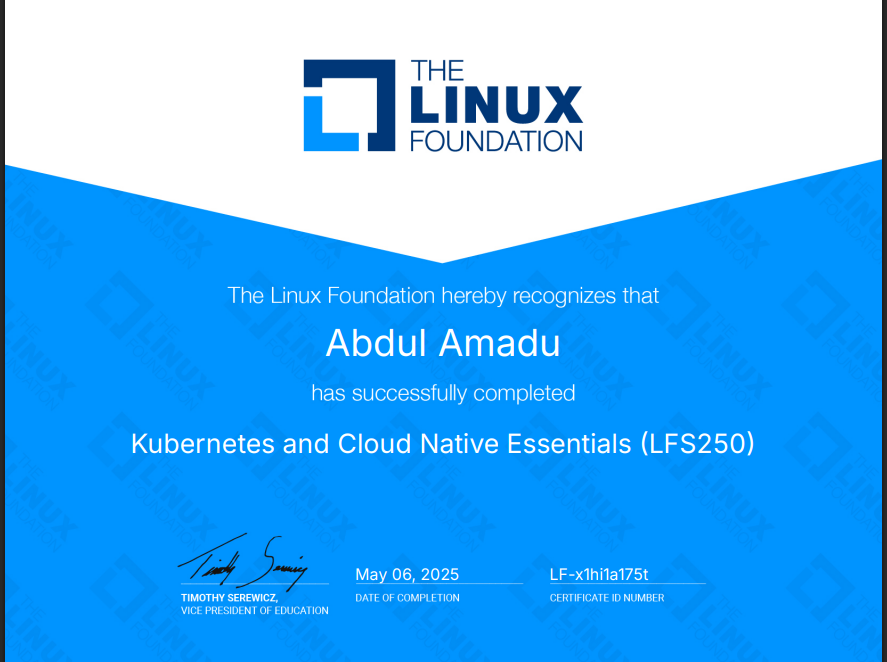 THE
LINUX
FOUNDATION
The Linux Foundation hereby recognizes that
Abdul Amadu
has successfully completed
Kubernetes and Cloud Native Essentials (LFS250)
May 06, 2025
LF-x1hi1a175t
TIMOTHY SEREWICZ,
VICE PRESIDENT OF EDUCATION
DATE OF COMPLETION
CERTIFICATE ID NUMBER